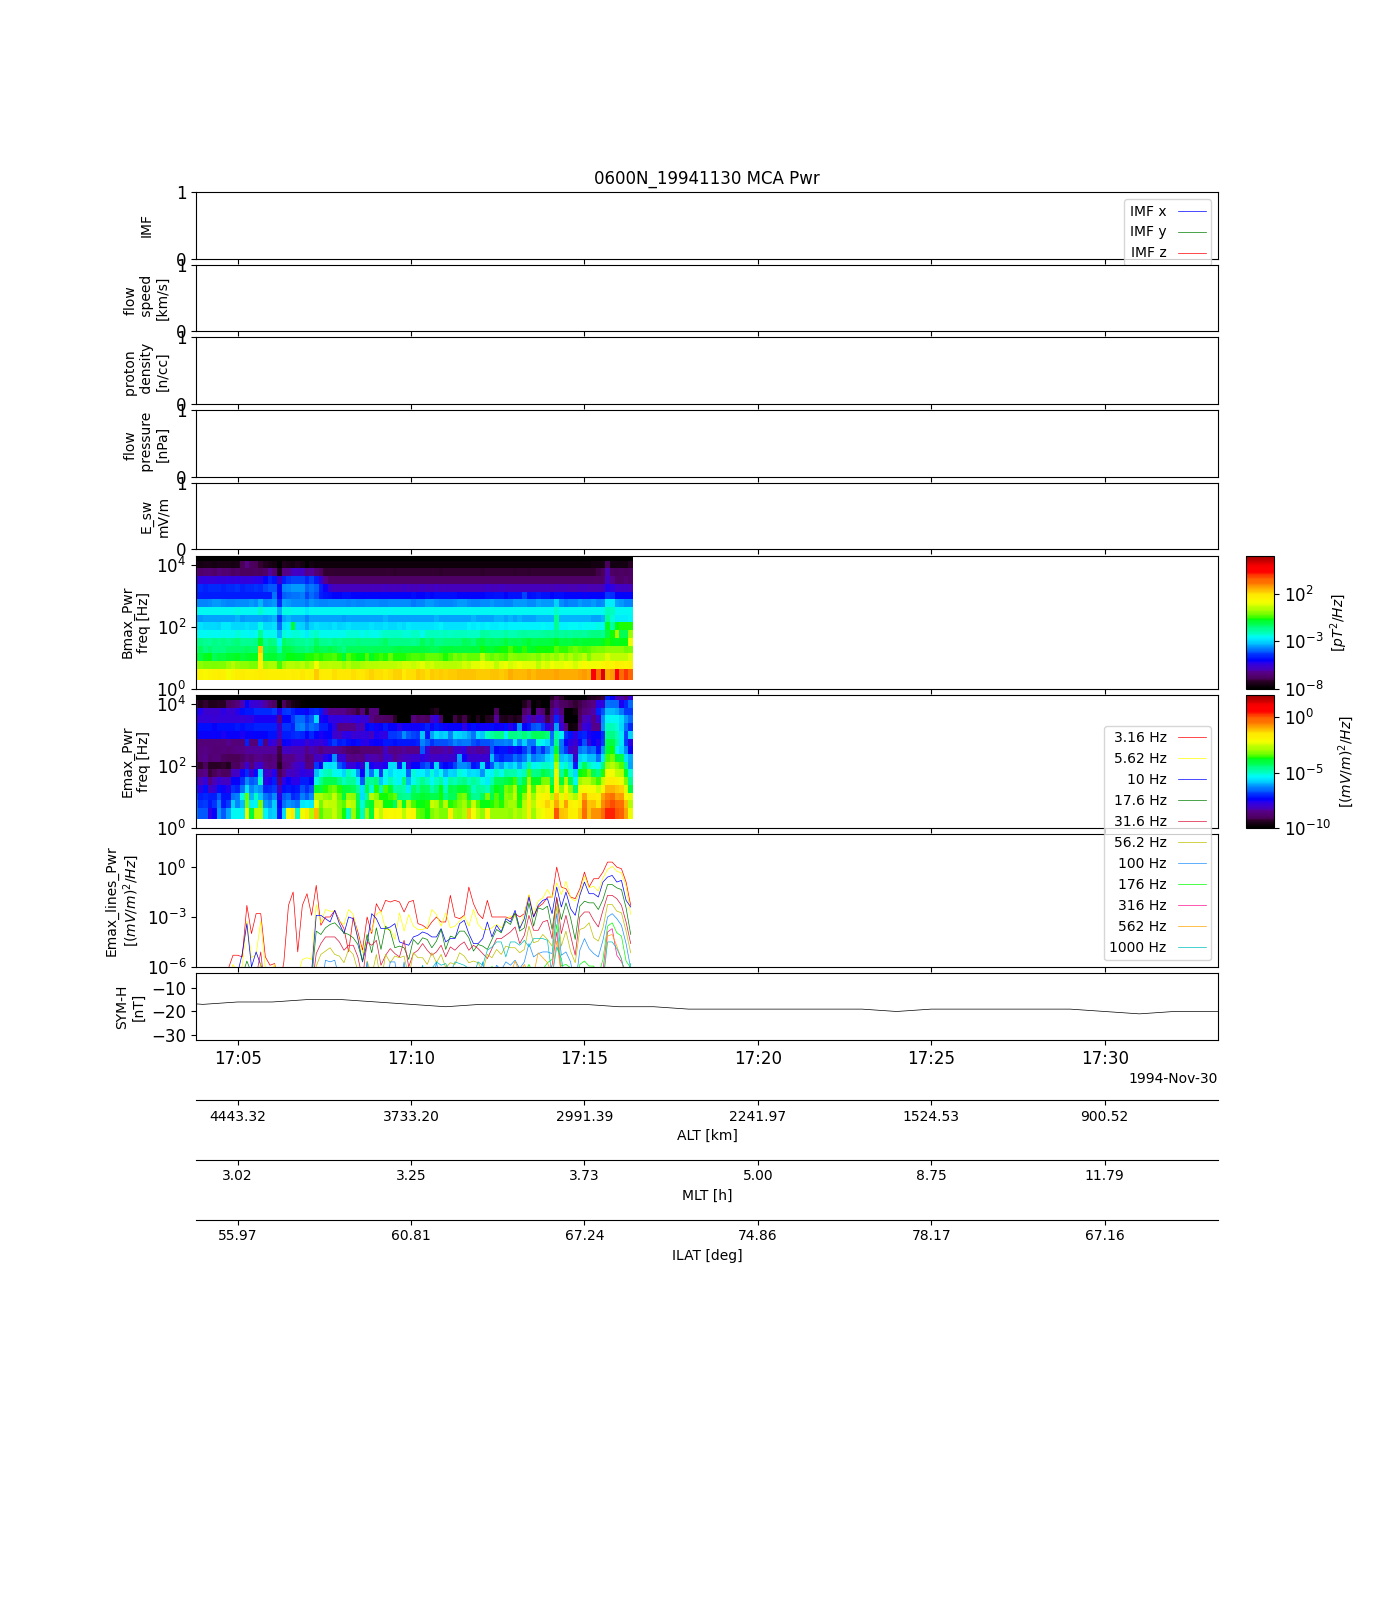 0600N_19941130 MCA Pwr
1
IMF
0
IMF x
IMF y
IMF z
1
flow
speed
[km/s]
0
1
proton
density
[n/cc]
0
1
flow
pressure
[nPa]
0
1
E_sw
mV/m
0
10^4
10^2
10^0
Bmax_Pwr
freq [Hz]
10^2
10^-3
10^-8
[pT^2/Hz]
10^4
10^2
10^0
Emax_Pwr
freq [Hz]
10^0
10^-5
10^-10
[(mV/m)^2/Hz]
3.16 Hz
5.62 Hz
10 Hz
17.6 Hz
31.6 Hz
56.2 Hz
100 Hz
176 Hz
316 Hz
562 Hz
1000 Hz
10^0
10^-3
10^-6
Emax_lines_Pwr
[(mV/m)^2/Hz]
−10
−20
−30
SYM-H
[nT]
17:05 17:10 17:15 17:20 17:25 17:30
1994-Nov-30
4443.32 3733.20 2991.39 2241.97 1524.53 900.52
ALT [km]
3.02 3.25 3.73 5.00 8.75 11.79
MLT [h]
55.97 60.81 67.24 74.86 78.17 67.16
ILAT [deg]